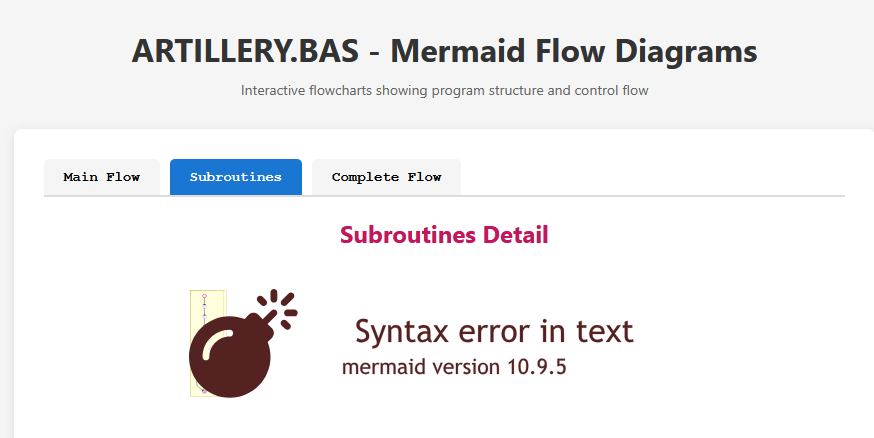 ARTILLERY.BAS - Mermaid Flow Diagrams
Interactive flowcharts showing program structure and control flow
Main Flow
Subroutines
Complete Flow
Subroutines Detail
Syntax error in text
mermaid version 10.9.5